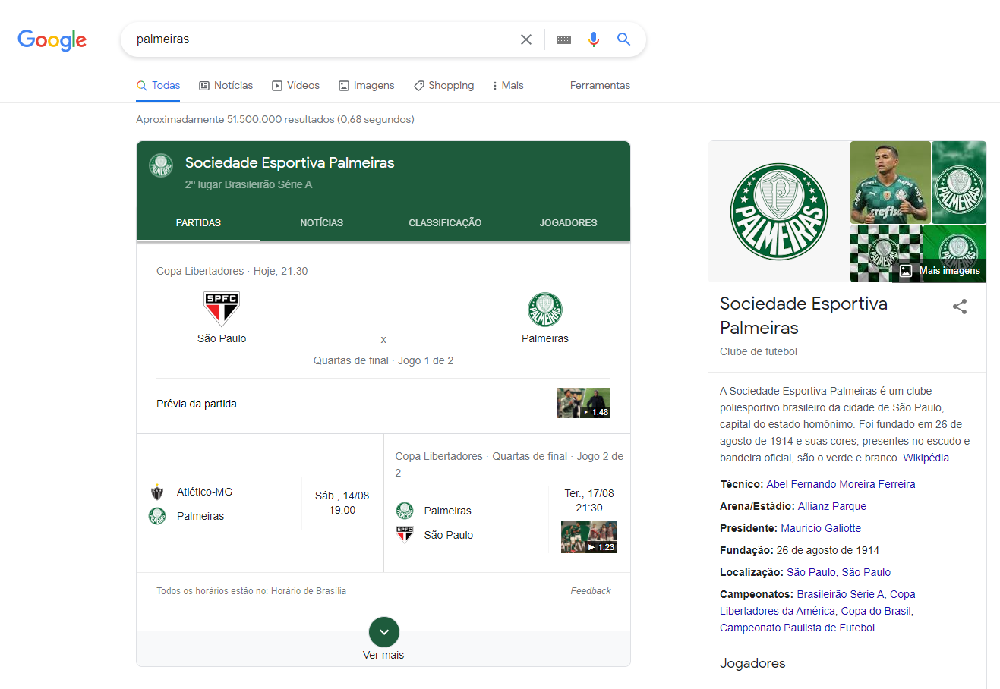 Google
palmeiras
Todas
Notícias
Vídeos
Imagens
Shopping
Mais
Ferramentas
Aproximadamente 51.500.000 resultados (0,68 segundos)
PALMEIRAS
Sociedade Esportiva Palmeiras
2º lugar Brasileirão Série A
PARTIDAS
NOTÍCIAS
CLASSIFICAÇÃO
JOGADORES
Copa Libertadores · Hoje, 21:30
SPFC
PALMEIRAS
São Paulo
x
Palmeiras
Quartas de final · Jogo 1 de 2
Prévia da partida
1:48
Atlético-MG
Palmeiras
Sáb., 14/08
19:00
Copa Libertadores · Quartas de final · Jogo 2 de
2
Palmeiras
SPFC
São Paulo
Ter., 17/08
21:30
1:23
Todos os horários estão no: Horário de Brasília
Feedback
Ver mais
P
PALMEIRAS
crefisa
PALMEIRAS
PALMEIRAS
Mais imagens
Sociedade Esportiva
Palmeiras
Clube de futebol
A Sociedade Esportiva Palmeiras é um clube
poliesportivo brasileiro da cidade de São Paulo,
capital do estado homônimo. Foi fundado em 26 de
agosto de 1914 e suas cores, presentes no escudo e
bandeira oficial, são o verde e branco. Wikipédia
Técnico: Abel Fernando Moreira Ferreira
Arena/Estádio: Allianz Parque
Presidente: Maurício Galiotte
Fundação: 26 de agosto de 1914
Localização: São Paulo, São Paulo
Campeonatos: Brasileirão Série A, Copa
Libertadores da América, Copa do Brasil,
Campeonato Paulista de Futebol
Jogadores